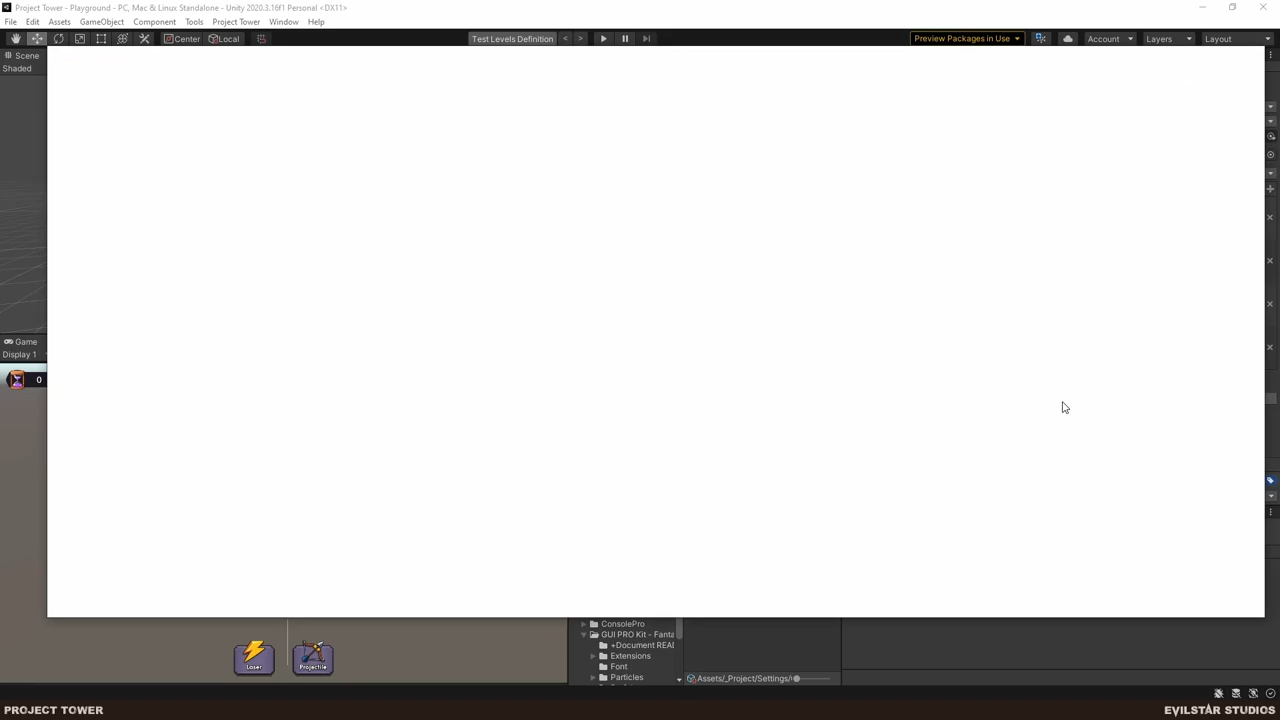 Project Tower - Playground - PC, Mac & Linux Standalone - Unity 2020.3.16f1 Personal <DX11>
File Edit Assets GameObject Component Tools Project Tower Window Help
Center Local Test Levels Definition < > Preview Packages in Use Account Layers Layout
Scene
Shaded
Game
Display 1
0
ConsolePro
GUI PRO Kit - Fanta
+Document READ
Extensions
Font
Particles
Laser
Projectile
Assets/_Project/Settings/
PROJECT TOWER
EVILSTAR STUDIOS